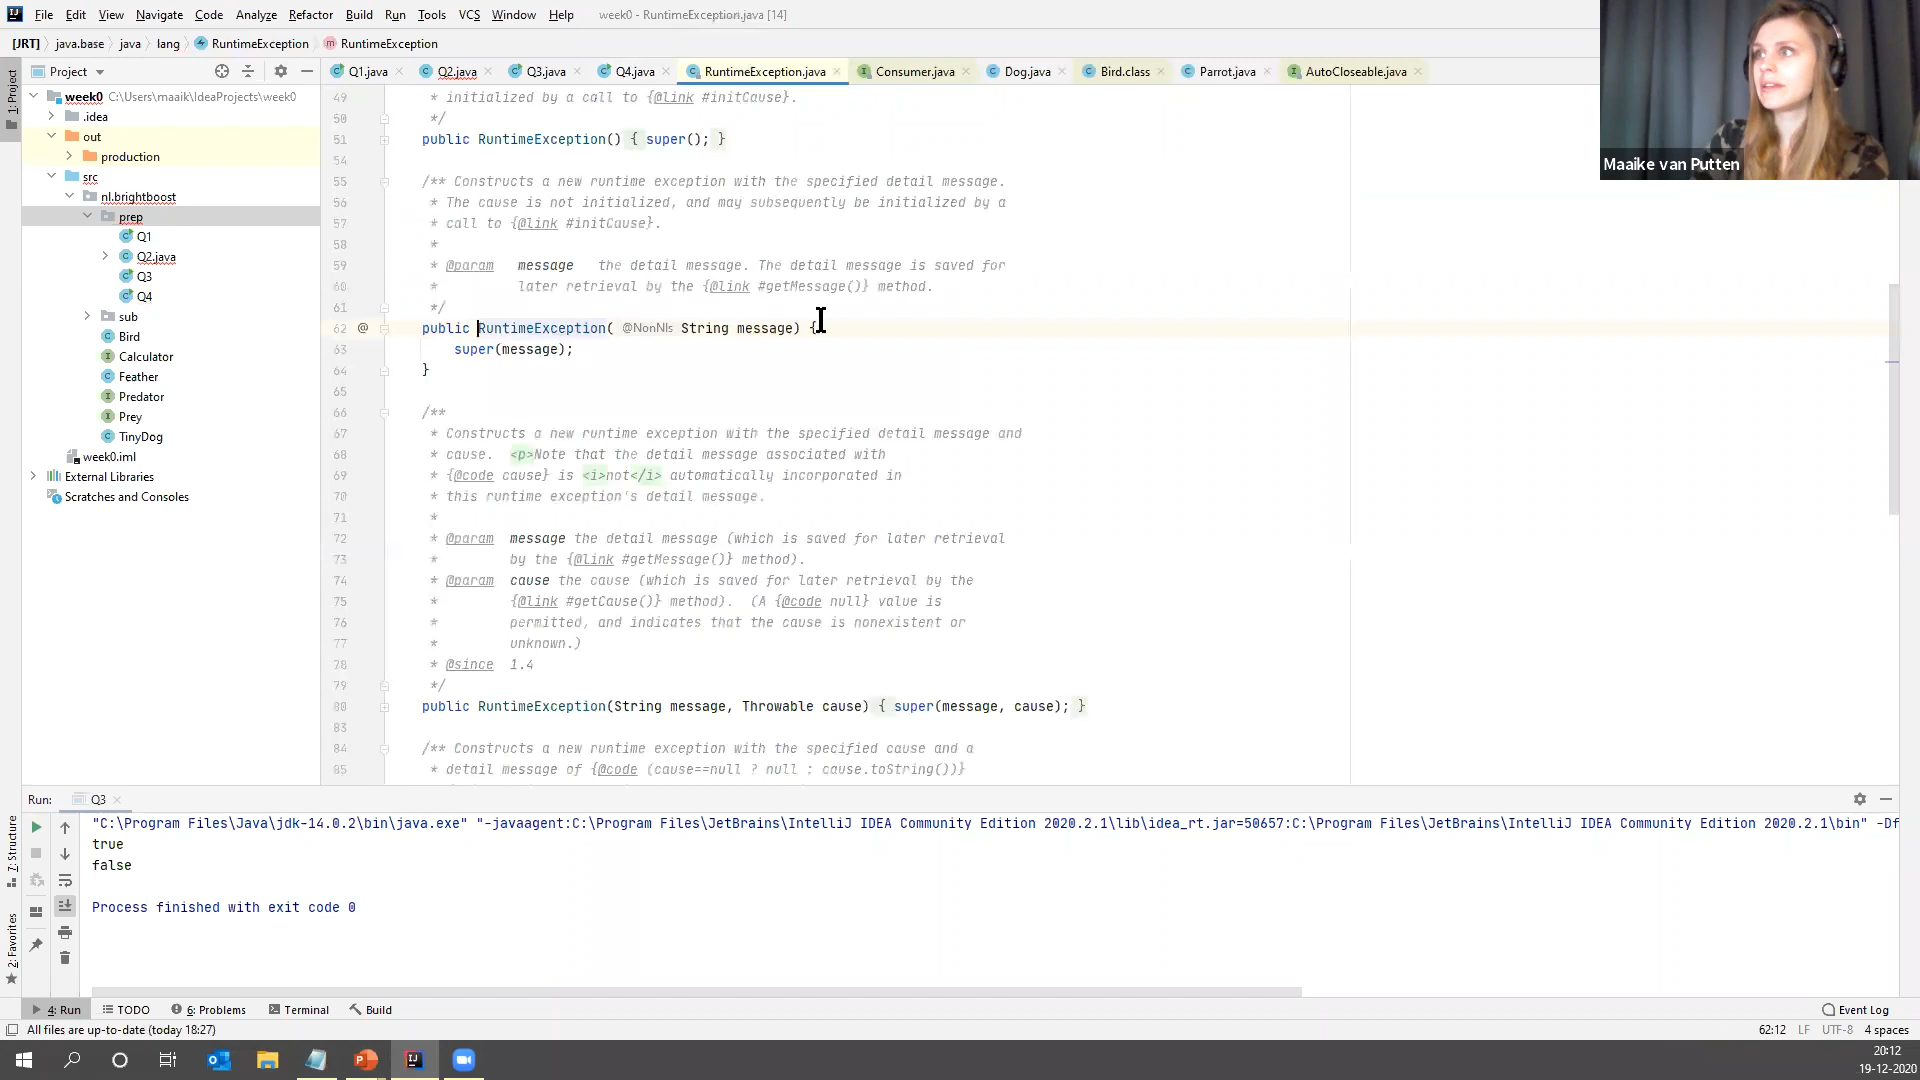 File Edit View Navigate Code Analyze Refactor Build Run Tools VCS Window Help week0 - RuntimeException.java [14]
[JRT] java.base java lang RuntimeException RuntimeException
Project Q1.java Q2.java Q3.java Q4.java RuntimeException.java Consumer.java Dog.java Bird.class Parrot.java AutoCloseable.java
1: Project
week0 C:\Users\maaik\IdeaProjects\week0
.idea
out
production
src
nl.brightboost
prep
Q1
Q2.java
Q3
Q4
sub
Bird
Calculator
Feather
Predator
Prey
TinyDog
week0.iml
External Libraries
Scratches and Consoles
49 * initialized by a call to {@link #initCause}.
50 */
51 public RuntimeException() { super(); }
54
55 /** Constructs a new runtime exception with the specified detail message.
56 * The cause is not initialized, and may subsequently be initialized by a
57 * call to {@link #initCause}.
58 *
59 * @param message the detail message. The detail message is saved for
60 * later retrieval by the {@link #getMessage()} method.
61 */
62 @ public RuntimeException( @NonNls String message) {
63 super(message);
64 }
65
66 /**
67 * Constructs a new runtime exception with the specified detail message and
68 * cause. <p>Note that the detail message associated with
69 * {@code cause} is <i>not</i> automatically incorporated in
70 * this runtime exception's detail message.
71 *
72 * @param message the detail message (which is saved for later retrieval
73 * by the {@link #getMessage()} method).
74 * @param cause the cause (which is saved for later retrieval by the
75 * {@link #getCause()} method). (A {@code null} value is
76 * permitted, and indicates that the cause is nonexistent or
77 * unknown.)
78 * @since 1.4
79 */
80 public RuntimeException(String message, Throwable cause) { super(message, cause); }
83
84 /** Constructs a new runtime exception with the specified cause and a
85 * detail message of {@code (cause==null ? null : cause.toString())}
Maaike van Putten
Run: Q3
"C:\Program Files\Java\jdk-14.0.2\bin\java.exe" "-javaagent:C:\Program Files\JetBrains\IntelliJ IDEA Community Edition 2020.2.1\lib\idea_rt.jar=50657:C:\Program Files\JetBrains\IntelliJ IDEA Community Edition 2020.2.1\bin" -Df
true
false
Process finished with exit code 0
7: Structure
2: Favorites
4: Run TODO 6: Problems Terminal Build Event Log
All files are up-to-date (today 18:27) 62:12 LF UTF-8 4 spaces
20:12
19-12-2020